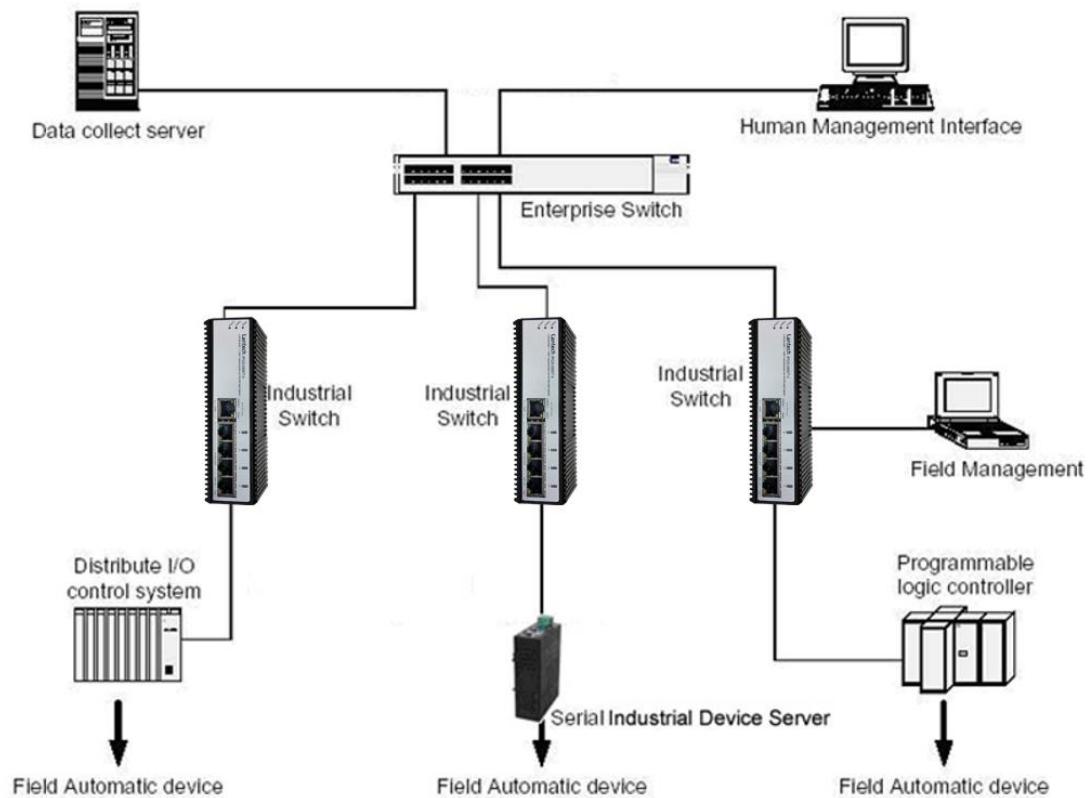 Data collect server
Human Management Interface
Enterprise Switch
Industrial
Switch
Industrial
Switch
Industrial
Switch
Field Management
Distribute I/O
control system
Programmable
logic controller
Serial Industrial Device Server
Field Automatic device
Field Automatic device
Field Automatic device